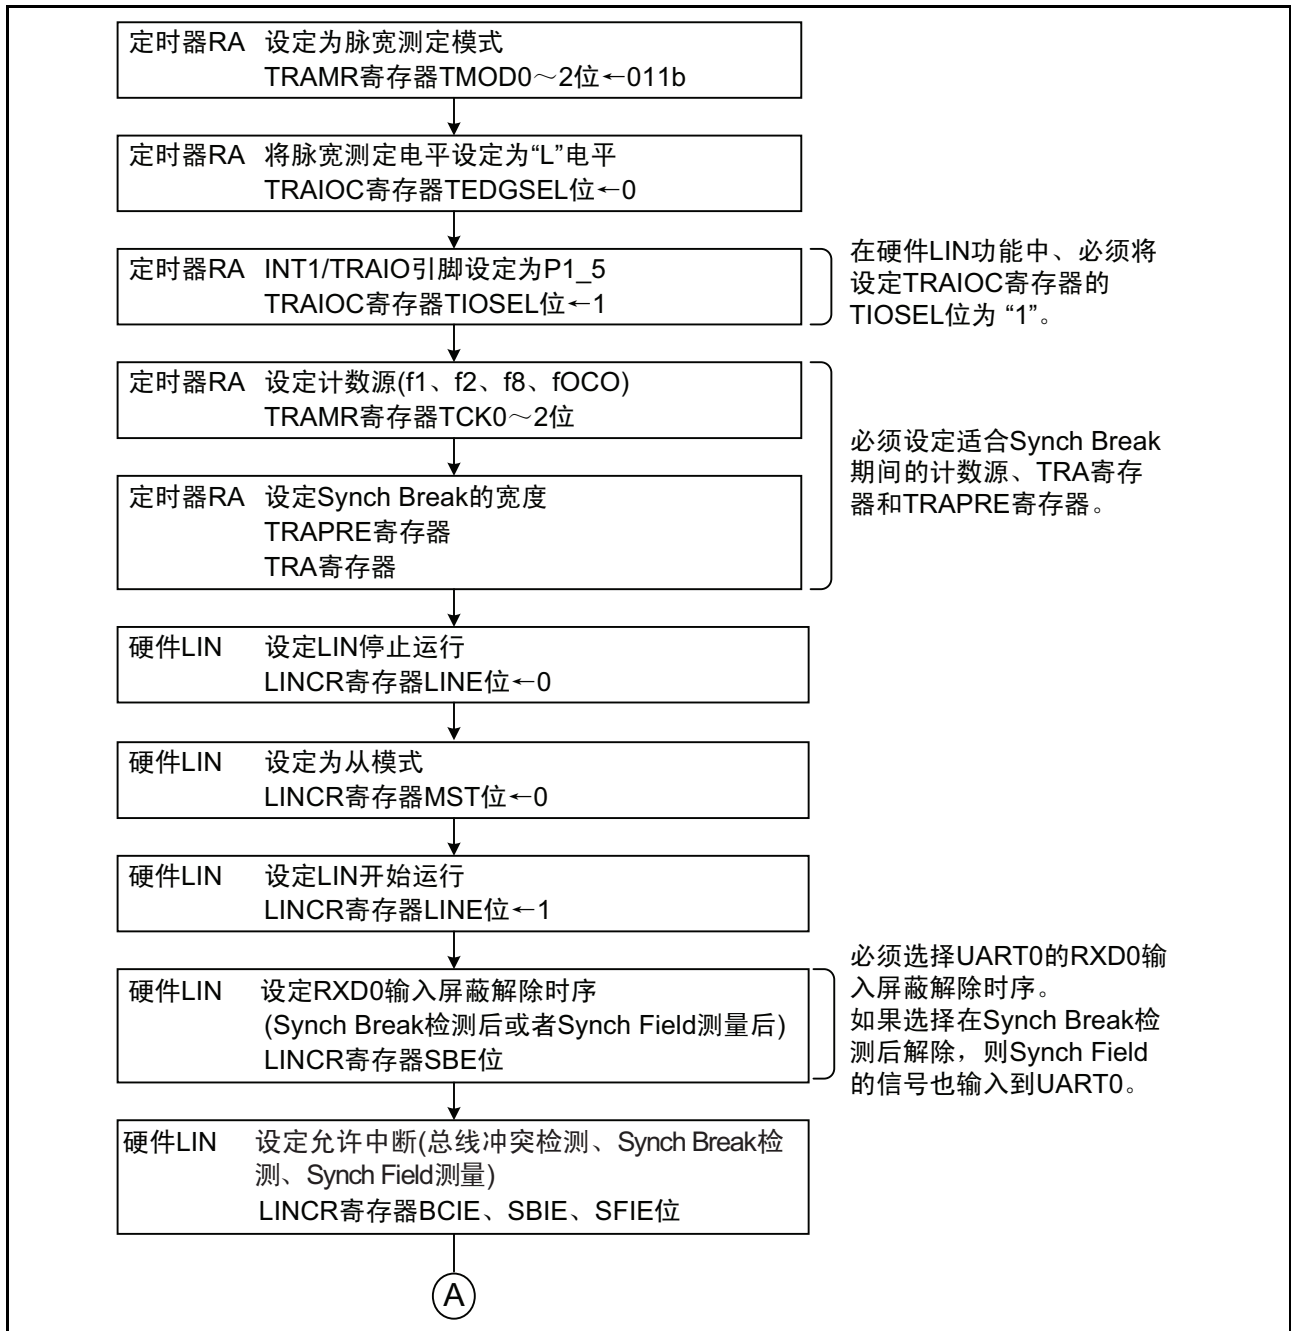 定时器RA 设定为脉宽测定模式
TRAMR寄存器TMOD0～2位←011b
定时器RA 将脉宽测定电平设定为“L”电平
TRAIOC寄存器TEDGSEL位←0
定时器RA INT1/TRAIO引脚设定为P1_5
TRAIOC寄存器TIOSEL位←1
在硬件LIN功能中、必须将
设定TRAIOC寄存器的
TIOSEL位为 “1”。
定时器RA 设定计数源(f1、f2、f8、fOCO)
TRAMR寄存器TCK0～2位
定时器RA 设定Synch Break的宽度
TRAPRE寄存器
TRA寄存器
必须设定适合Synch Break
期间的计数源、TRA寄存
器和TRAPRE寄存器。
硬件LIN 设定LIN停止运行
LINCR寄存器LINE位←0
硬件LIN 设定为从模式
LINCR寄存器MST位←0
硬件LIN 设定LIN开始运行
LINCR寄存器LINE位←1
硬件LIN 设定RXD0输入屏蔽解除时序
(Synch Break检测后或者Synch Field测量后)
LINCR寄存器SBE位
必须选择UART0的RXD0输
入屏蔽解除时序。
如果选择在Synch Break检
测后解除，则Synch Field
的信号也输入到UART0。
硬件LIN 设定允许中断(总线冲突检测、Synch Break检
测、Synch Field测量)
LINCR寄存器BCIE、SBIE、SFIE位
A